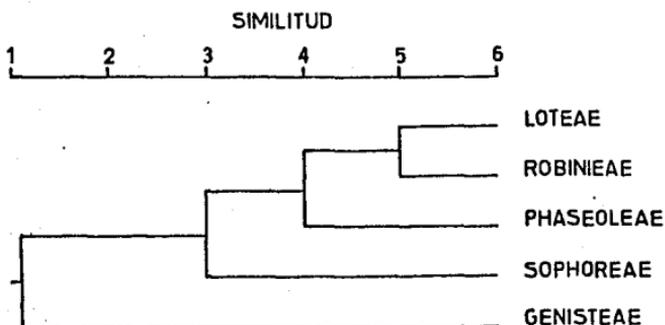 SIMILITUD
1 2 3 4 5 6
LOTEAE
ROBINIEAE
PHASEOLEAE
SOPHOREAE
GENISTEAE